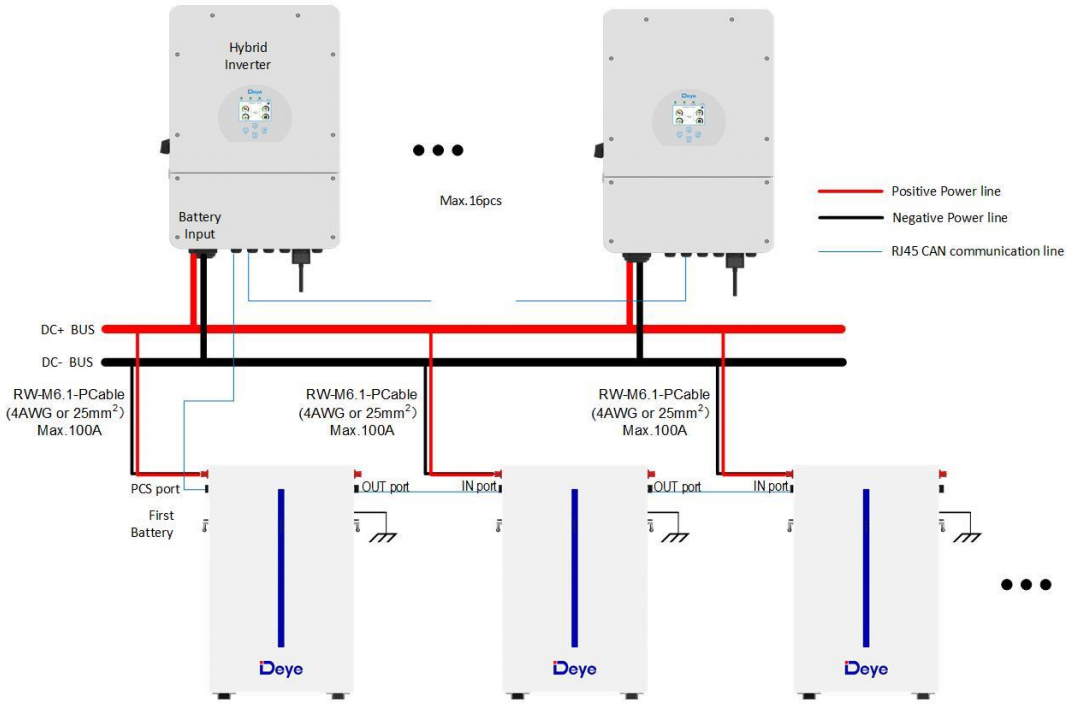 Hybrid
Inverter
Deye
Deye
Max.16pcs
Battery
Input
Positive Power line
Negative Power line
RJ45 CAN communication line
DC+ BUS
DC- BUS
RW-M6.1-PCable
(4AWG or 25mm²)
Max.100A
RW-M6.1-PCable
(4AWG or 25mm²)
Max.100A
RW-M6.1-PCable
(4AWG or 25mm²)
Max.100A
PCS port
OUT port
IN port
OUT port
IN port
First
Battery
Deye
Deye
Deye